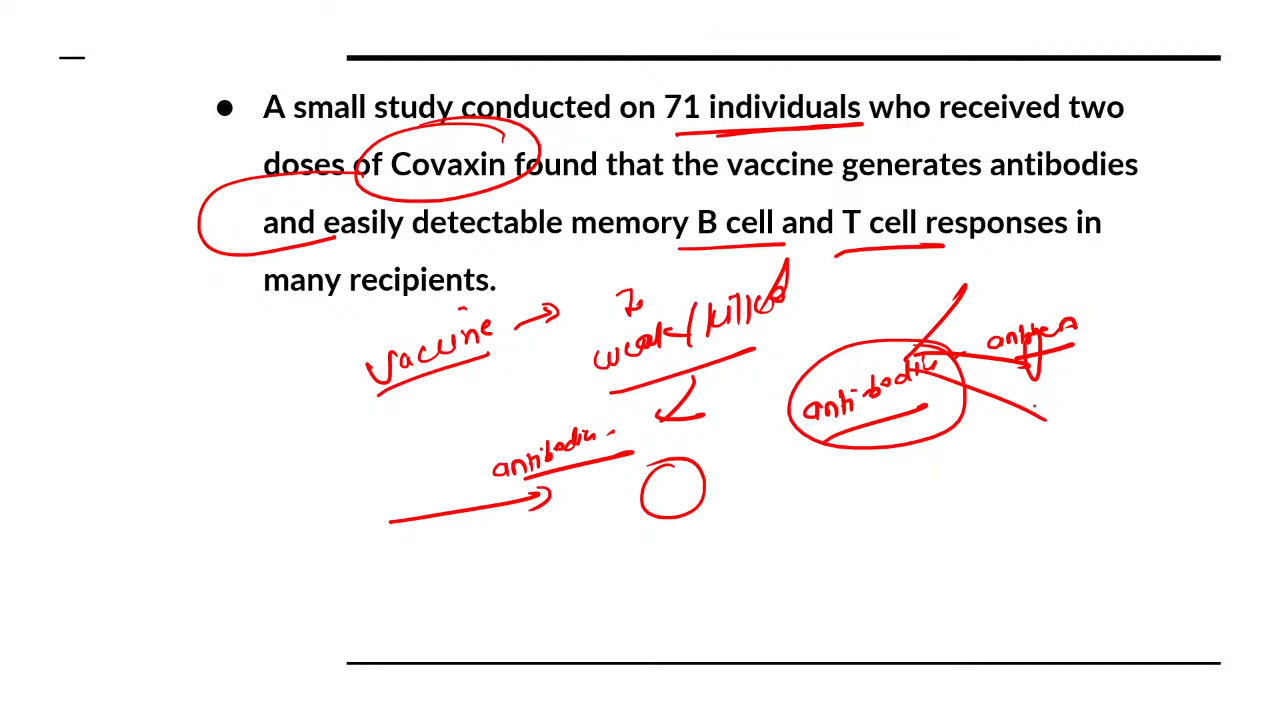 ● A small study conducted on 71 individuals who received two
doses of Covaxin found that the vaccine generates antibodies
and easily detectable memory B cell and T cell responses in
many recipients.
vaccine
weak/killed
antibodies
antibodies